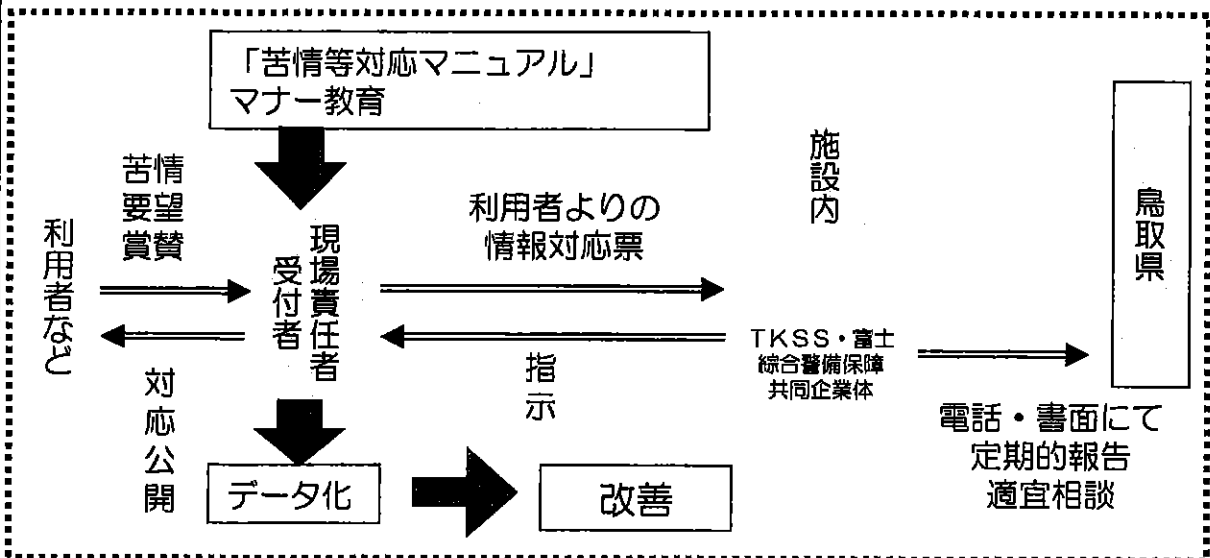 「苦情等対応マニュアル」
マナー教育
苦情
要望
賞賛
利用者など
現場責任者
受付者
利用者よりの
情報対応票
施設内
鳥取県
対応公開
指示
TKSS・富士
綜合警備保障
共同企業体
電話・書面にて
定期的報告
適宜相談
データ化
改善